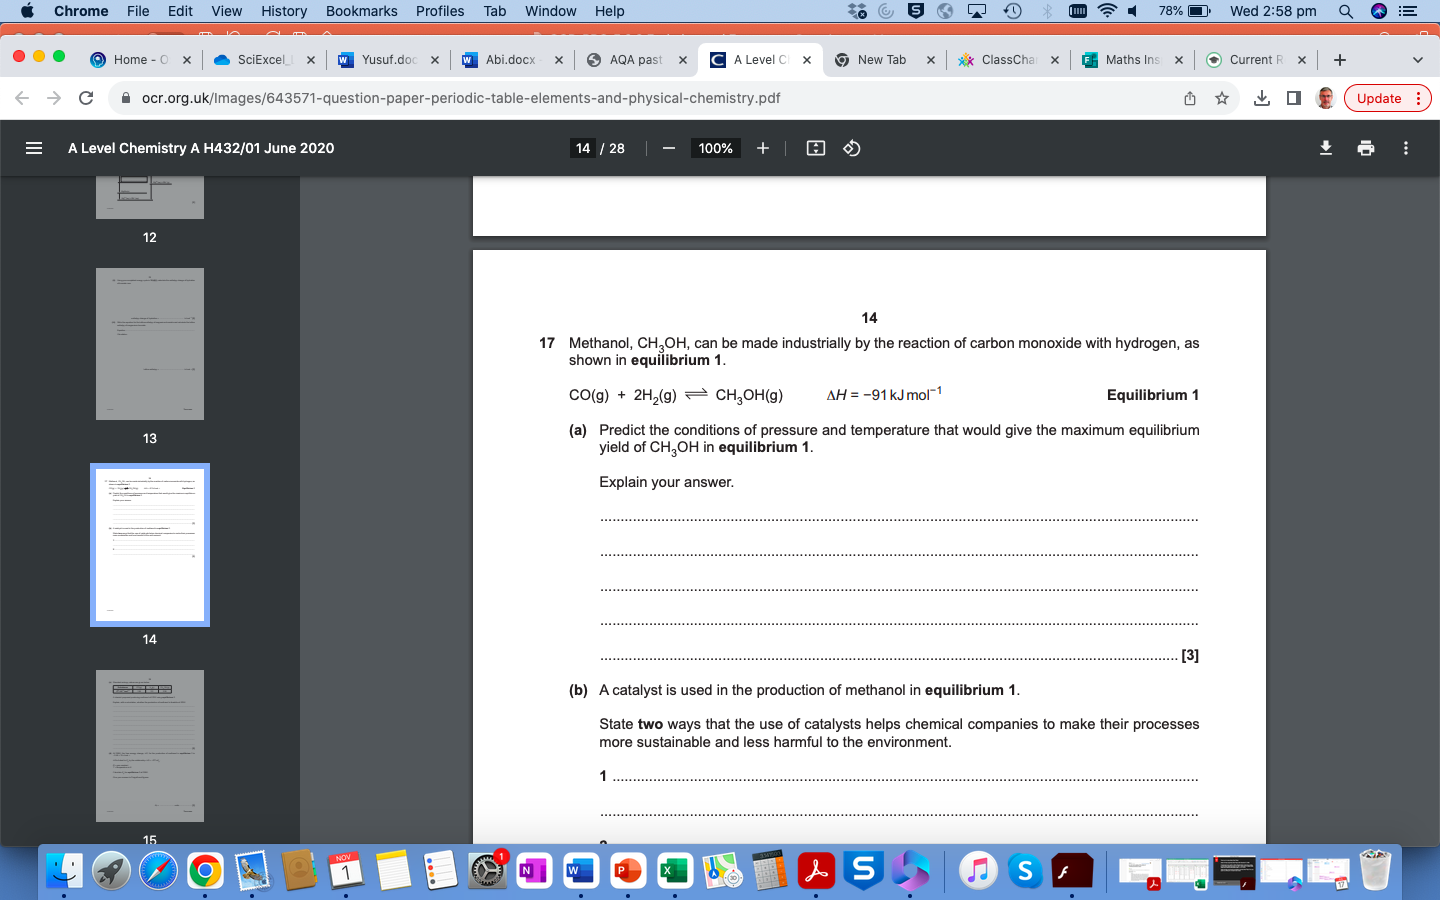 Chrome File Edit View History Bookmarks Profiles Tab Window Help 78% Wed 2:58 pm
Home - O SciExcel_ Yusuf.doc Abi.docx AQA past A Level C New Tab ClassCha Maths Ins Current R
ocr.org.uk/Images/643571-question-paper-periodic-table-elements-and-physical-chemistry.pdf Update
A Level Chemistry A H432/01 June 2020 14 / 28 100%
12
13
14
15
14
17 Methanol, CH₃OH, can be made industrially by the reaction of carbon monoxide with hydrogen, as
shown in equilibrium 1.
CO(g) + 2H₂(g) ⇌ CH₃OH(g) ΔH = −91 kJ mol⁻¹ Equilibrium 1
(a) Predict the conditions of pressure and temperature that would give the maximum equilibrium
yield of CH₃OH in equilibrium 1.
Explain your answer.
[3]
(b) A catalyst is used in the production of methanol in equilibrium 1.
State two ways that the use of catalysts helps chemical companies to make their processes
more sustainable and less harmful to the environment.
1
NOV
1
1